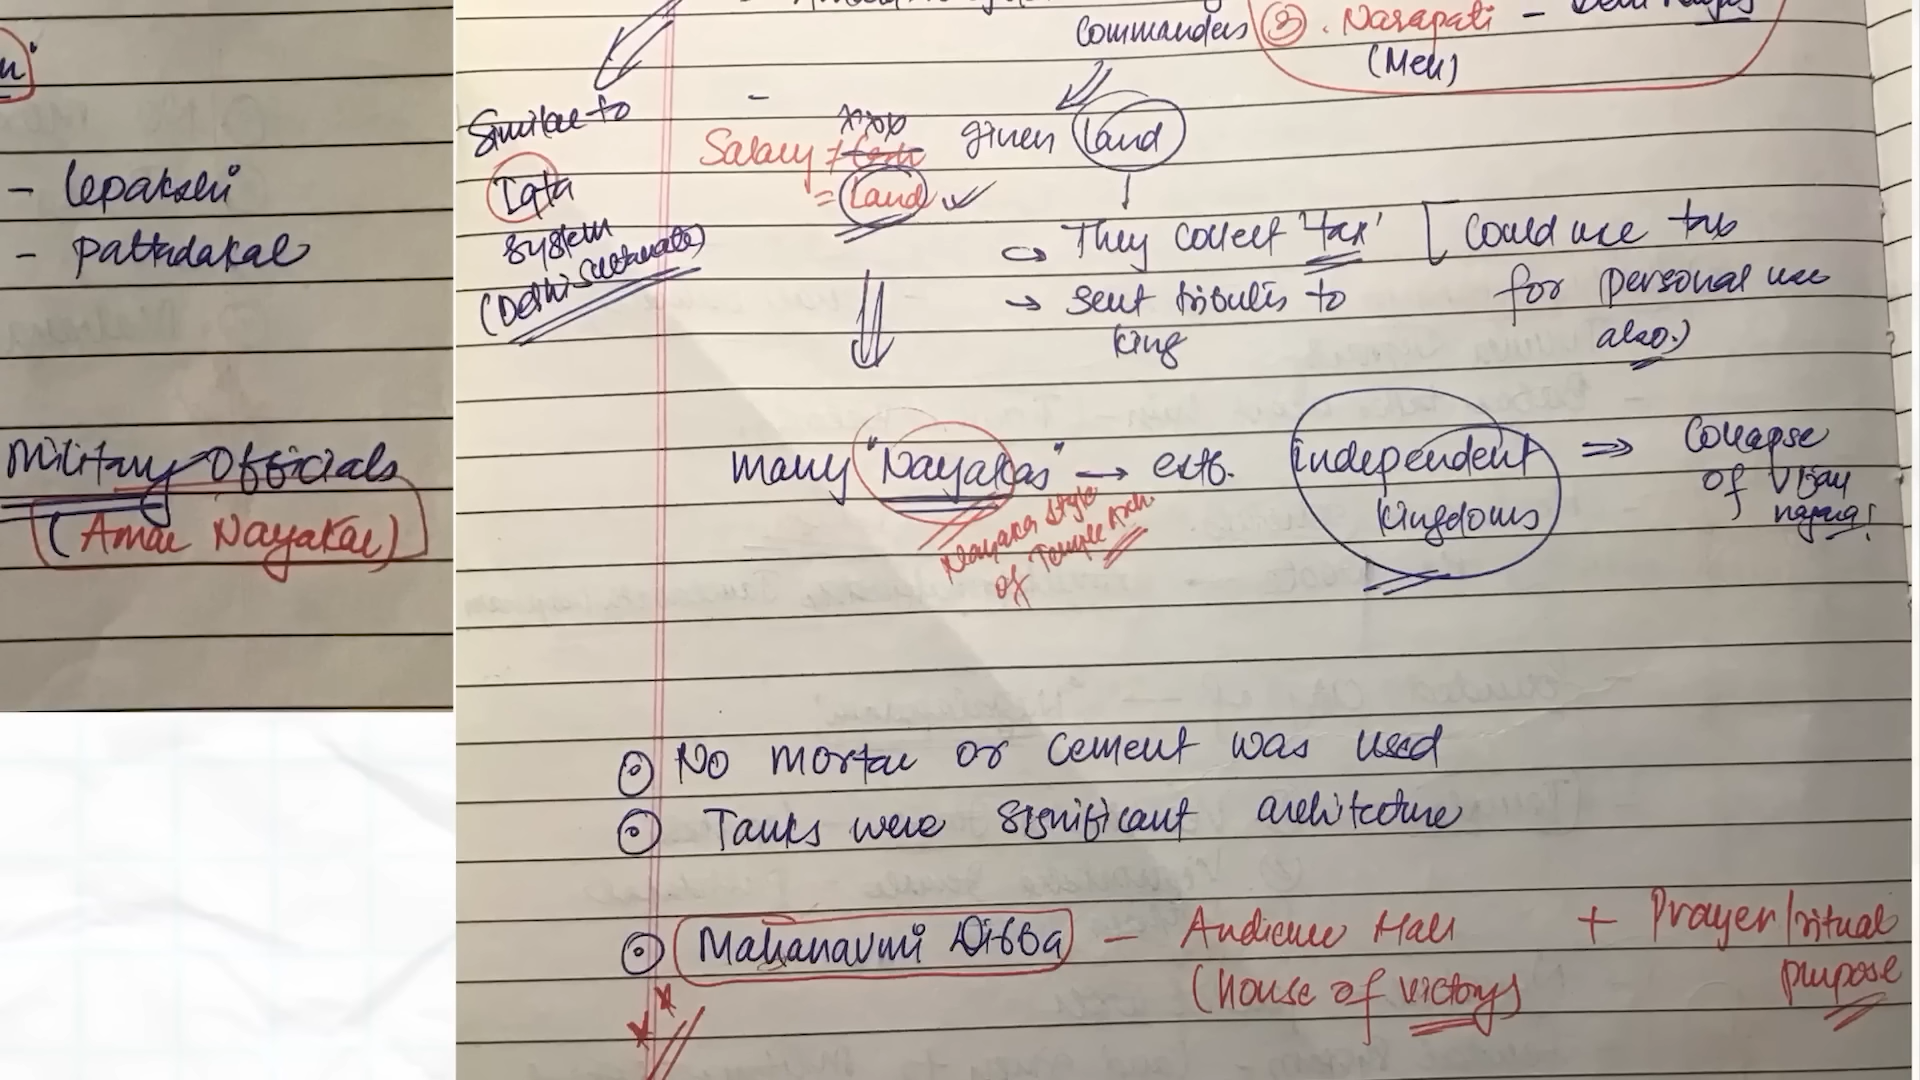 - Lepakshi
- Pattadakal
Military Officials
(Amar Nayakar)
Commanders
③. Narapati -
(Men)
Similar to
Iqta
system
(Delhi Sultanate)
Salary ≠ Cash
= Land
given Land
→ They collect 'Tax'
→ Sent tributes to
King
[Could use this
for personal use
also.)
many "Nayakas" → estb. independent
kingdoms
⇒ Collapse
of Vijay
nagara!
Nayaka Style
of Temple Arch
⊙ No mortar or cement was used
⊙ Tanks were significant architecture
⊙ Mahanavmi Dibba - Audience Hall
(House of victory)
+ Prayer/ritual
purpose